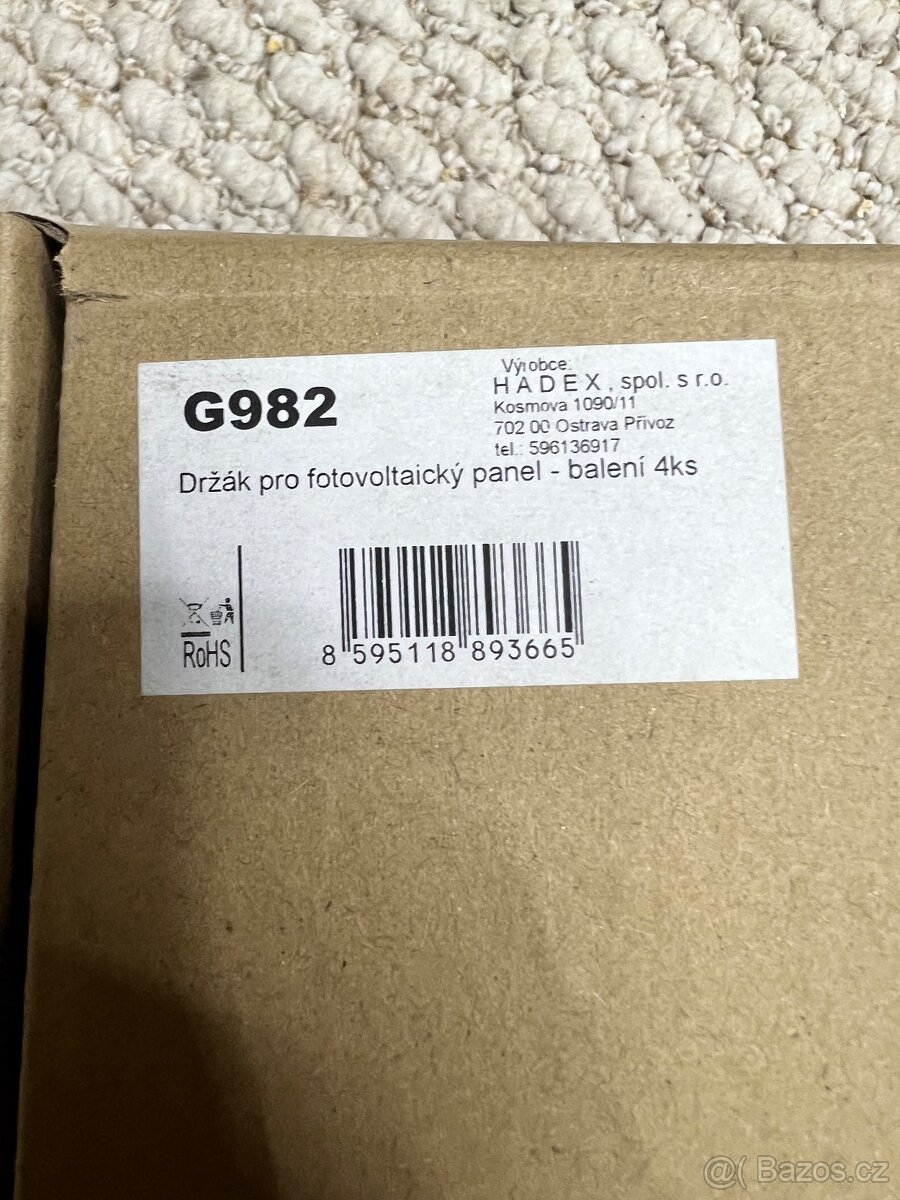 G982
Výrobce:
H A D E X , spol. s r.o.
Kosmova 1090/11
702 00 Ostrava Přívoz
tel.: 596136917
Držák pro fotovoltaický panel - balení 4ks
RoHS
8 595118 893665
@( Bazos.cz